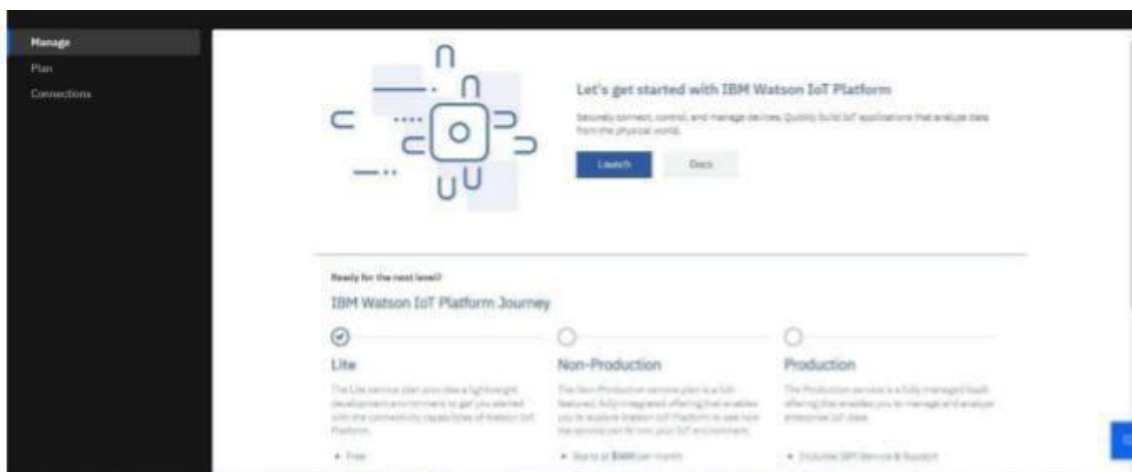 Manage
Plan
Connections
Let's get started with IBM Watson IoT Platform
Securely connect, control, and manage devices. Quickly build IoT applications that analyze data
from the physical world.
Launch
Docs
Ready for the next level?
IBM Watson IoT Platform Journey
Lite
Non-Production
Production
The Lite service plan provides a lightweight
development environment to get you started
with the connectivity capabilities of Watson IoT
Platform.
The Non-Production service plan is a full-
featured, fully integrated offering that enables
you to explore Watson IoT Platform to see how
the service can fit into your IoT environment.
The Production service is a fully managed SaaS
offering that enables you to manage and analyze
enterprise IoT data.
• Free
• Starts at per month
• Includes IBM Service & Support